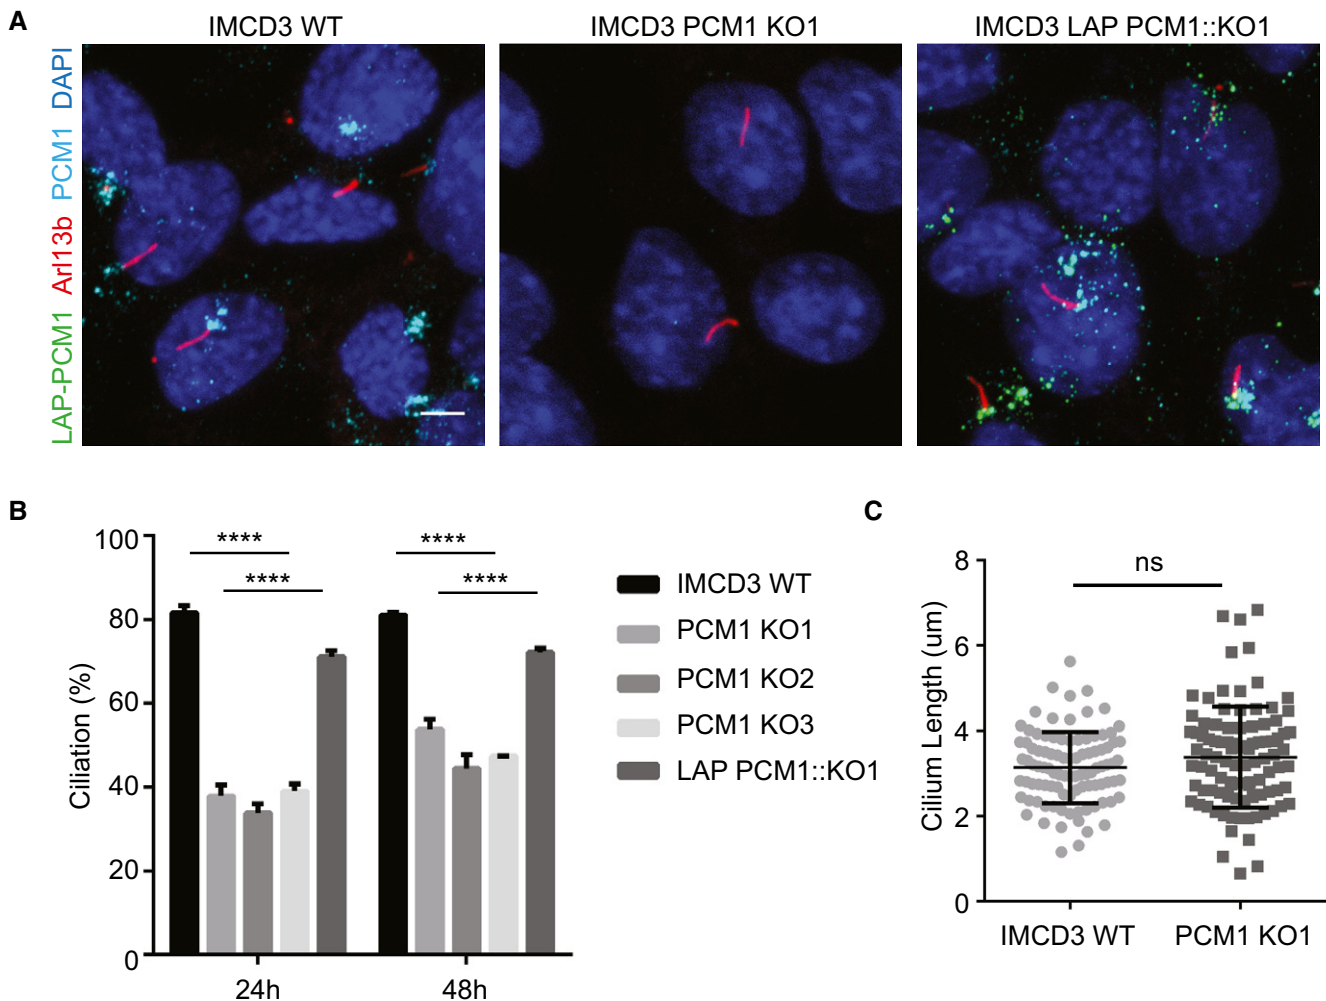 A
IMCD3 WT
IMCD3 PCM1 KO1
IMCD3 LAP PCM1::KO1
LAP-PCM1 Arl13b PCM1 DAPI
B
100
80
60
40
20
0
Ciliation (%)
****
****
****
****
24h
48h
IMCD3 WT
PCM1 KO1
PCM1 KO2
PCM1 KO3
LAP PCM1::KO1
C
8
6
4
2
0
Cilium Length (um)
ns
IMCD3 WT
PCM1 KO1